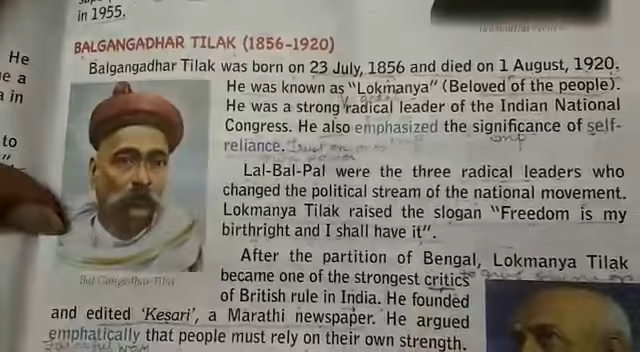 in 1955.
He
e a
a in
to
BALGANGADHAR TILAK (1856–1920)
Balgangadhar Tilak was born on 23 July, 1856 and died on 1 August, 1920.
He was known as "Lokmanya" (Beloved of the people).
He was a strong radical leader of the Indian National
Congress. He also emphasized the significance of self-
reliance.
Lal-Bal-Pal were the three radical leaders who
changed the political stream of the national movement.
Lokmanya Tilak raised the slogan "Freedom is my
birthright and I shall have it".
Bal Gangadhar Tilak
After the partition of Bengal, Lokmanya Tilak
became one of the strongest critics
of British rule in India. He founded
and edited 'Kesari', a Marathi newspaper. He argued
emphatically that people must rely on their own strength.